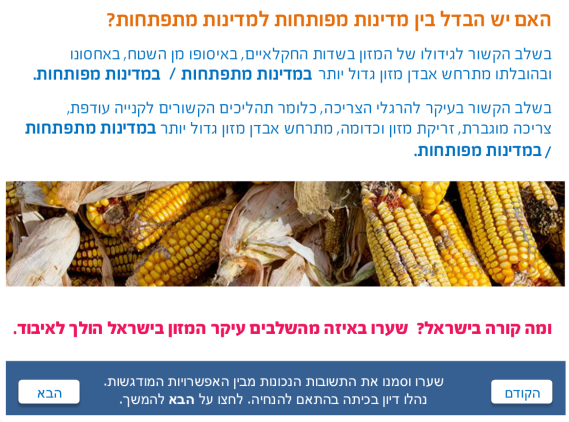 האם יש הבדל בין מדינות מפותחות למדינות מתפתחות?
בשלב הקשור לגידולו של המזון בשדות החקלאיים, באיסופו מן השטח, באחסונו
ובהובלתו מתרחש אבדן מזון גדול יותר במדינות מתפתחות / במדינות מפותחות.
בשלב הקשור בעיקר להרגלי הצריכה, כלומר תהליכים הקשורים לקנייה עודפת,
צריכה מוגברת, זריקת מזון וכדומה, מתרחש אבדן מזון גדול יותר במדינות מתפתחות
/ במדינות מפותחות.
ומה קורה בישראל? שערו באיזה מהשלבים עיקר המזון בישראל הולך לאיבוד.
שערו וסמנו את התשובות הנכונות מבין האפשרויות המודגשות.
נהלו דיון בכיתה בהתאם להנחיה. לחצו על הבא להמשך.
הקודם
הבא